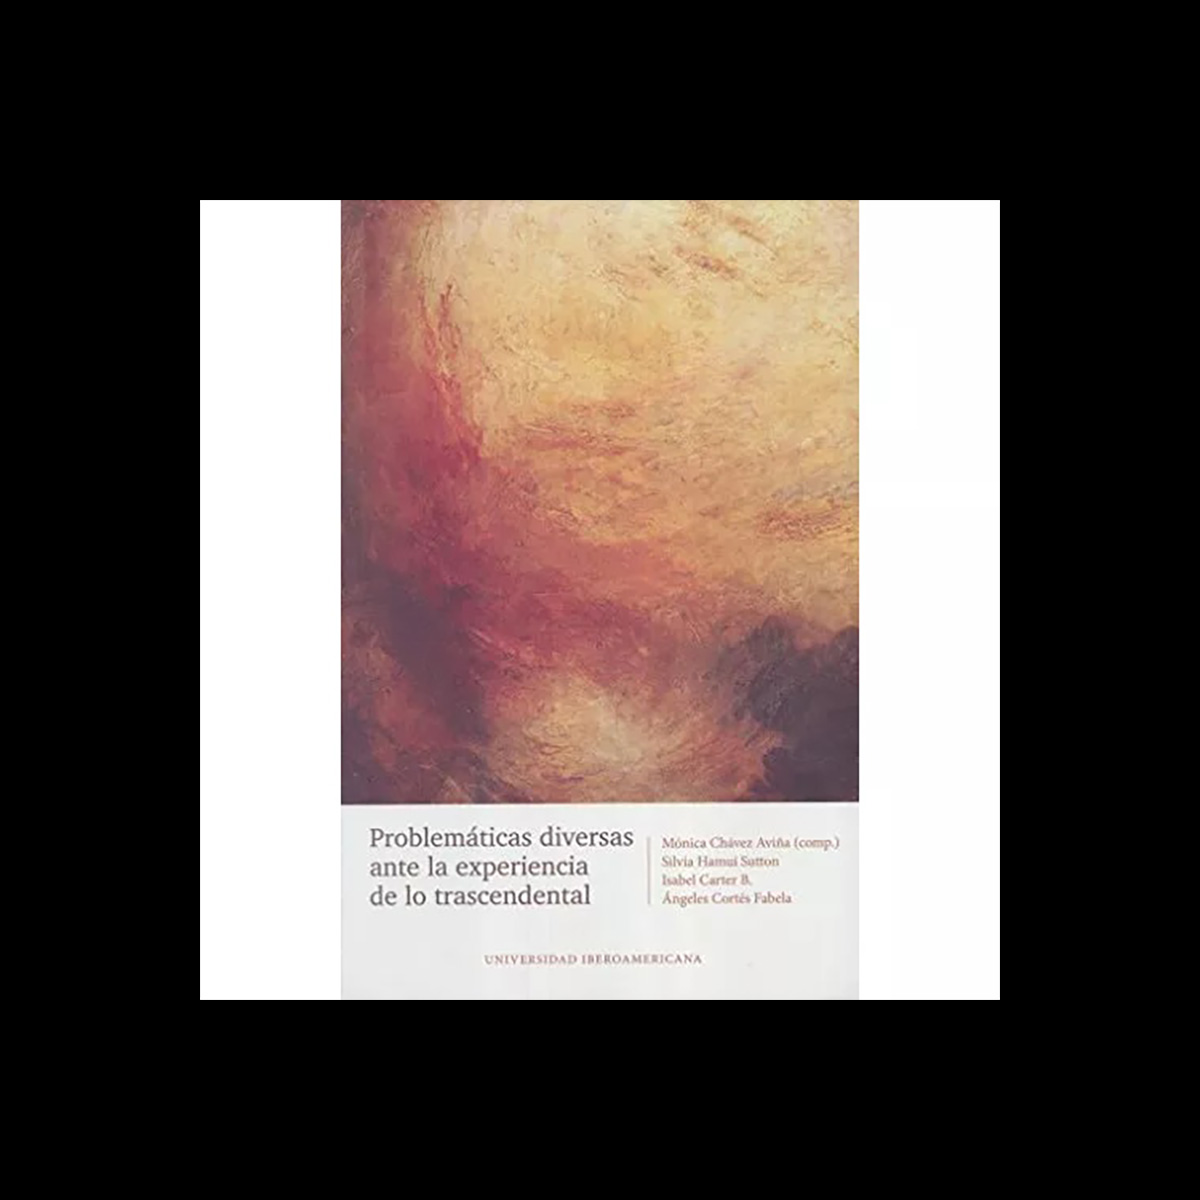 Problemáticas diversas
ante la experiencia
de lo trascendental
Mónica Chávez Aviña (comp.)
Silvia Hamui Sutton
Isabel Carter B.
Ángeles Cortés Fabela
UNIVERSIDAD IBEROAMERICANA